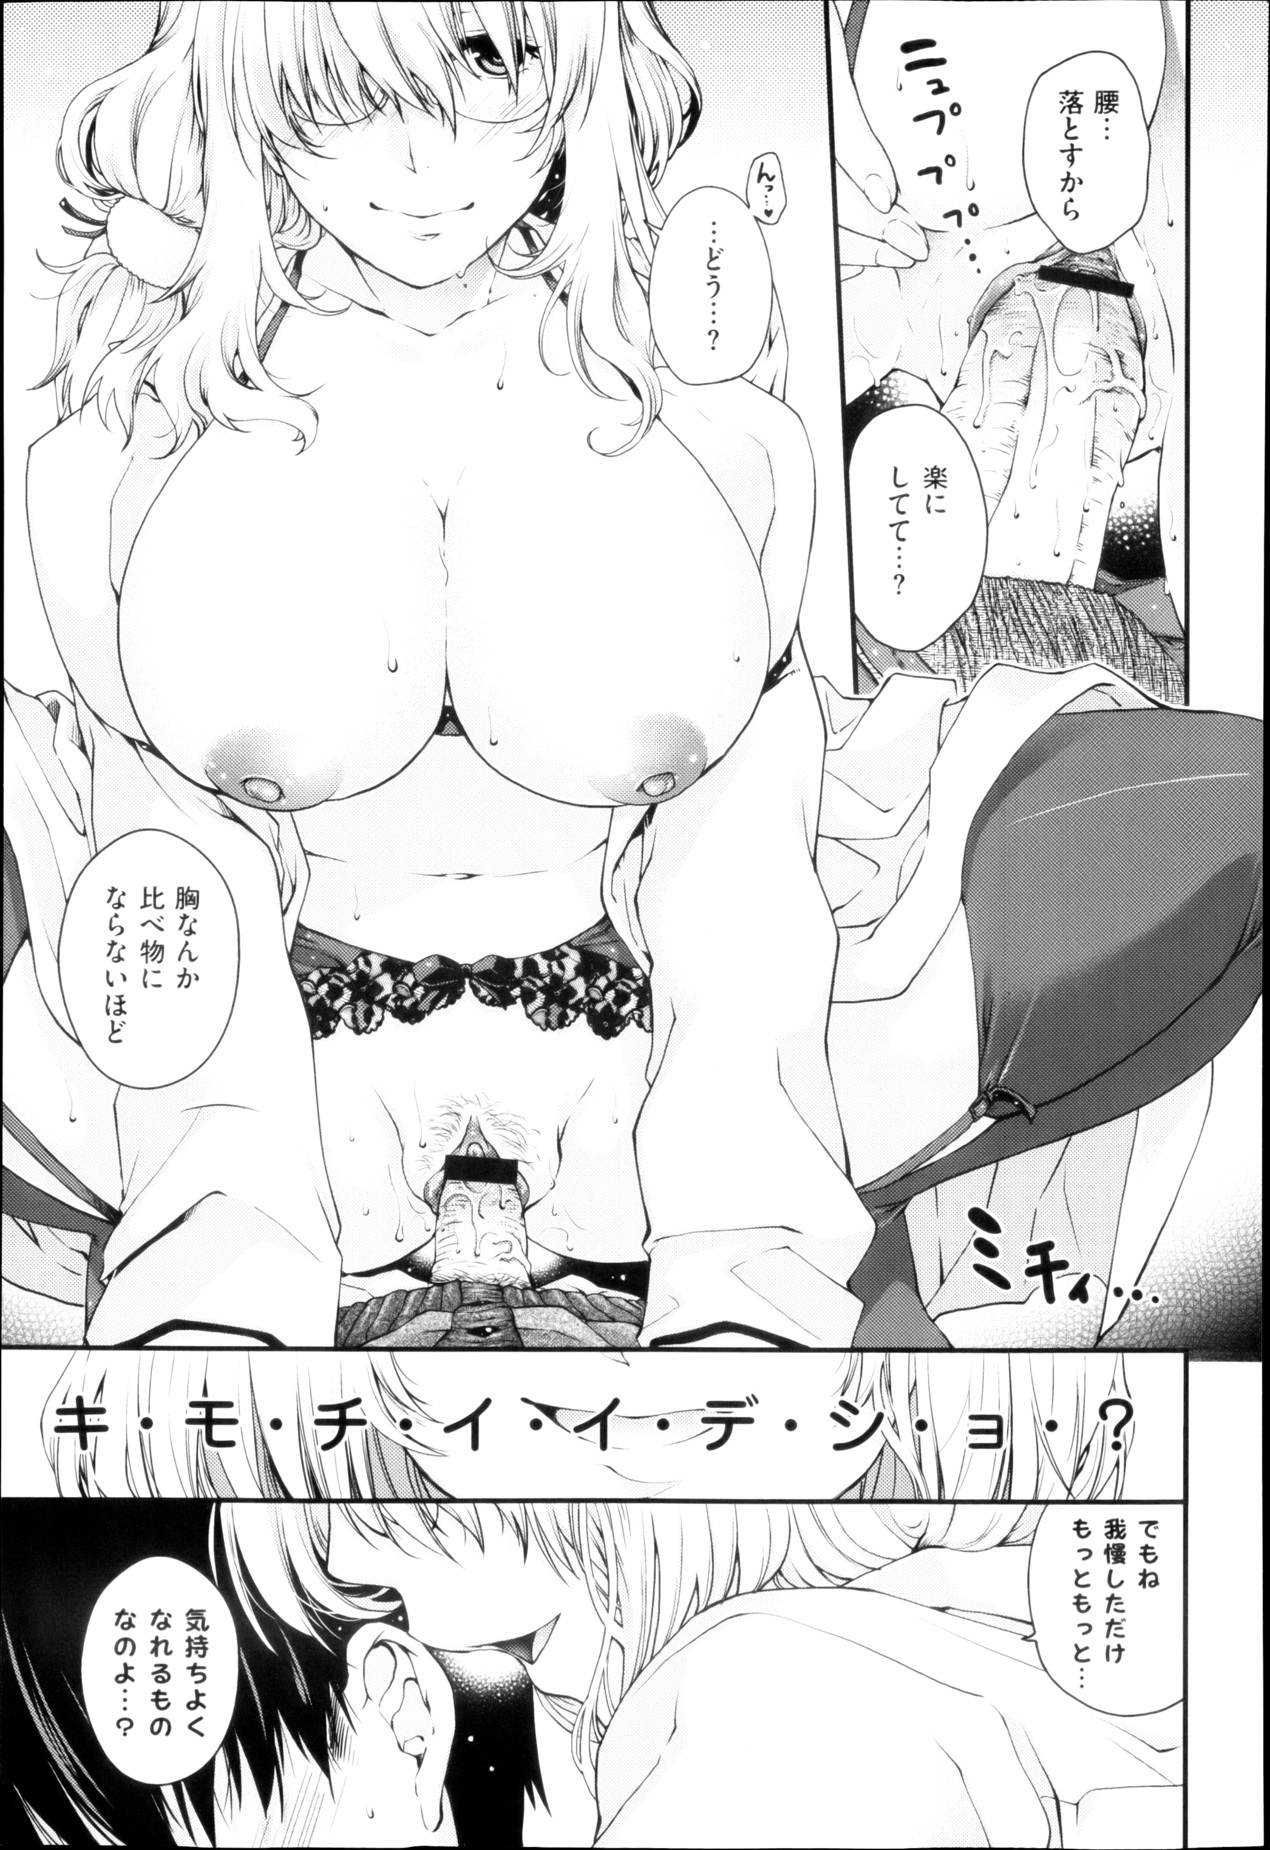 腰…
落とすから
ニュプププ…
楽に
してて…?
んっ…♥
…どう…?
胸なんか
比べ物に
ならないほど
ミチィ…
キ・モ・チ・イ・イ・デ・シ・ョ・?
でもね
我慢しただけ
もっともっと…
気持ちよく
なれるもの
なのよ…?